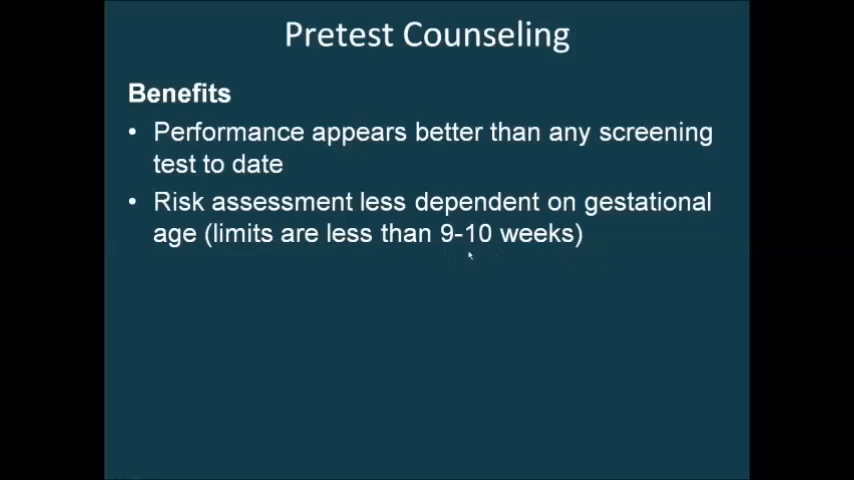 Pretest Counseling
Benefits
• Performance appears better than any screening
test to date
• Risk assessment less dependent on gestational
age (limits are less than 9-10 weeks)